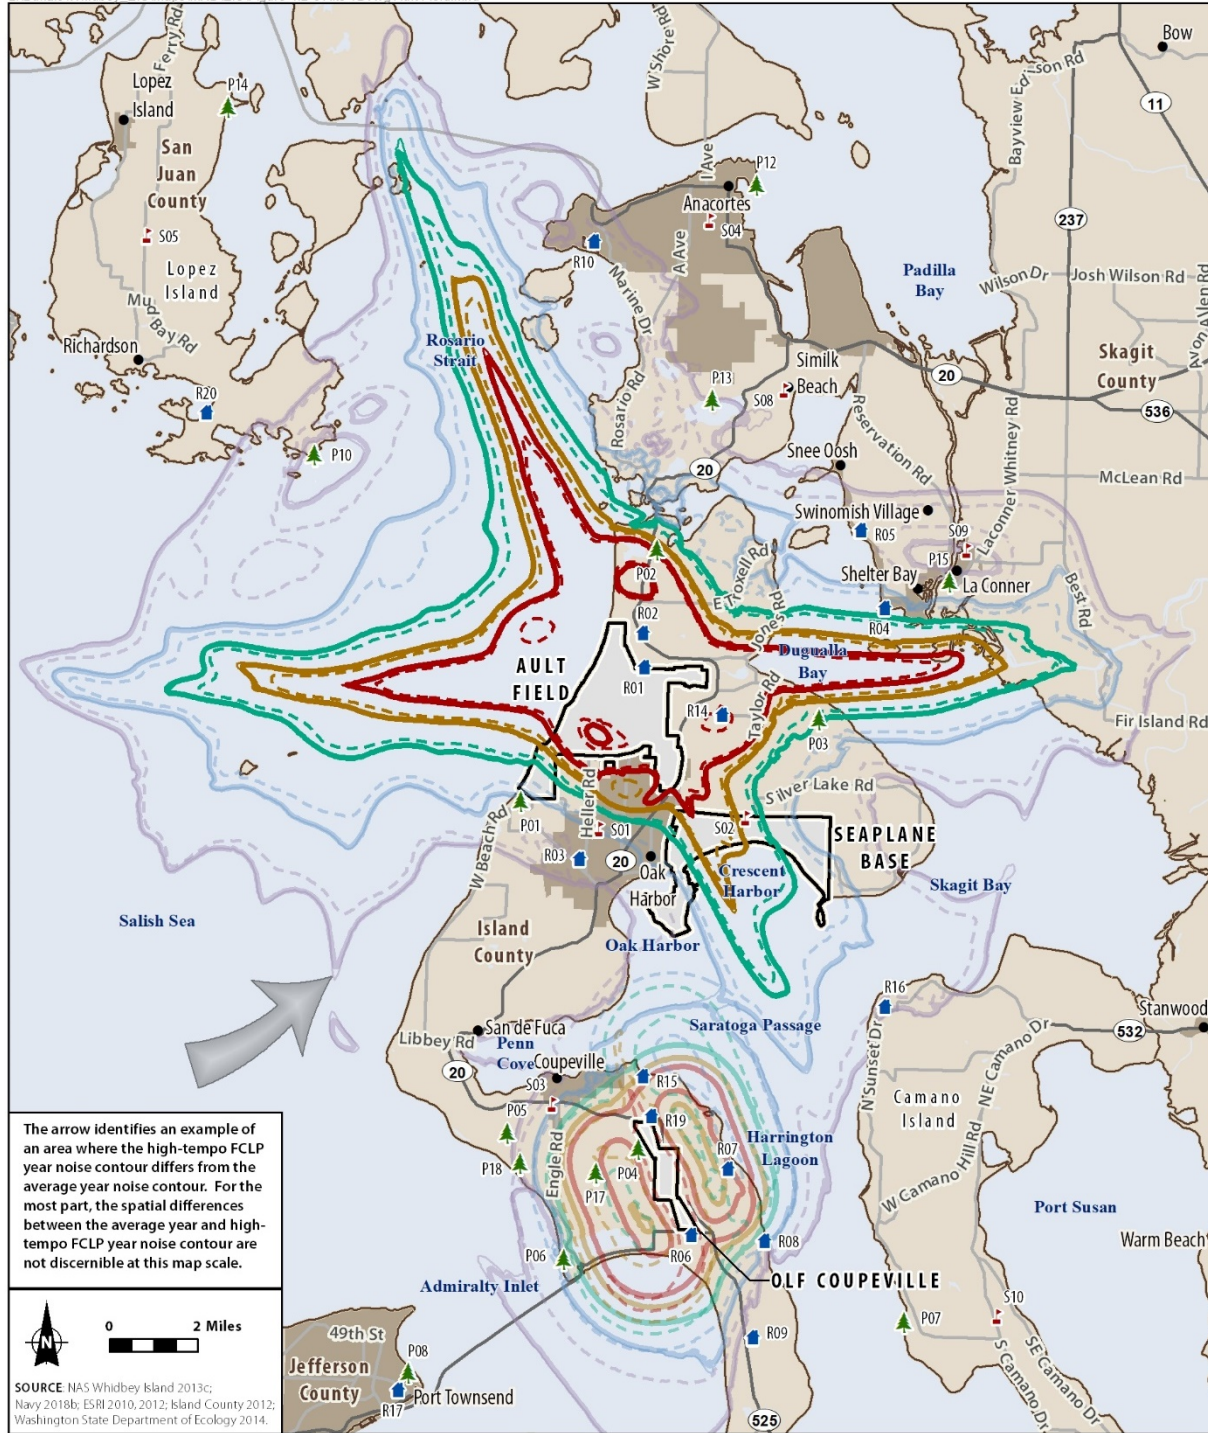 Bow
Lopez
Island
Ferry Rd
P14
W Shore Rd
Bayview Edison Rd
11
San
Juan
County
P12
I Ave
Anacortes
S04
S05
Lopez
Island
R10
A Ave
Marine Dr
237
Padilla
Bay
Wilson Dr
Josh Wilson Rd
Avon Allen Rd
Mud Bay Rd
Richardson
Rosario
Strait
Rosario Rd
Similk
Beach
P13
S08
20
Skagit
County
536
R20
P10
20
Snee Oosh
Reservation Rd
Laconner Whitney Rd
McLean Rd
Swinomish Village
R05
S09
P15
La Conner
Shelter Bay
R04
Best Rd
P02
E Troxell Rd
Jones Rd
R02
Dugualla
Bay
AULT
FIELD
R01
R14
Taylor Rd
P03
Fir Island Rd
Silver Lake Rd
P01
W Beach Rd
Heller Rd
S01
S02
SEAPLANE
BASE
R03
20
Oak
Harbor
Crescent
Harbor
Skagit Bay
Salish Sea
Island
County
Oak Harbor
R16
Stanwood
San de Fuca
Saratoga Passage
532
Libbey Rd
Penn
Cove
Coupeville
20
S03
R15
N Sunset Dr
NE Camano Dr
Camano
Island
P05
R19
Harrington
Lagoon
P18
Engle Rd
P04
R07
P17
W Camano Hill Rd
Port Susan
P06
R06
R08
Warm Beach
Admiralty Inlet
OLF COUPEVILLE
S10
R09
P07
S Camano Dr
SE Camano Dr
525
The arrow identifies an example of
an area where the high-tempo FCLP
year noise contour differs from the
average year noise contour. For the
most part, the spatial differences
between the average year and high-
tempo FCLP year noise contour are
not discernible at this map scale.
N
0 2 Miles
49th St
P08
Jefferson
County
R17
Port Townsend
SOURCE: NAS Whidbey Island 2013c;
Navy 2018b; ESRI 2010, 2012; Island County 2012;
Washington State Department of Ecology 2014.